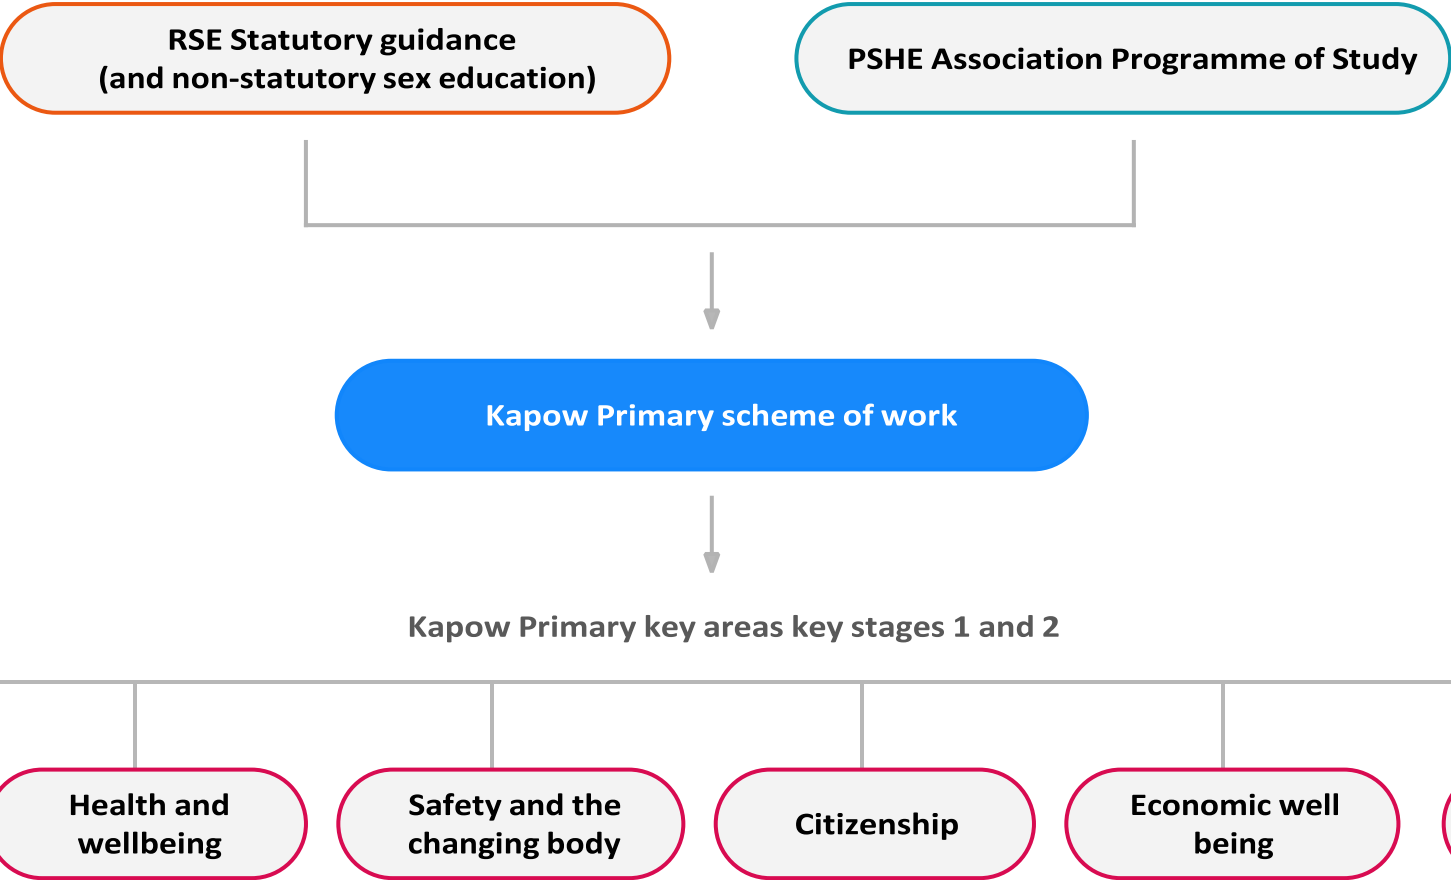 RSE Statutory guidance
(and non-statutory sex education)
PSHE Association Programme of Study
Kapow Primary scheme of work
Kapow Primary key areas key stages 1 and 2
Health and
wellbeing
Safety and the
changing body
Citizenship
Economic well
being